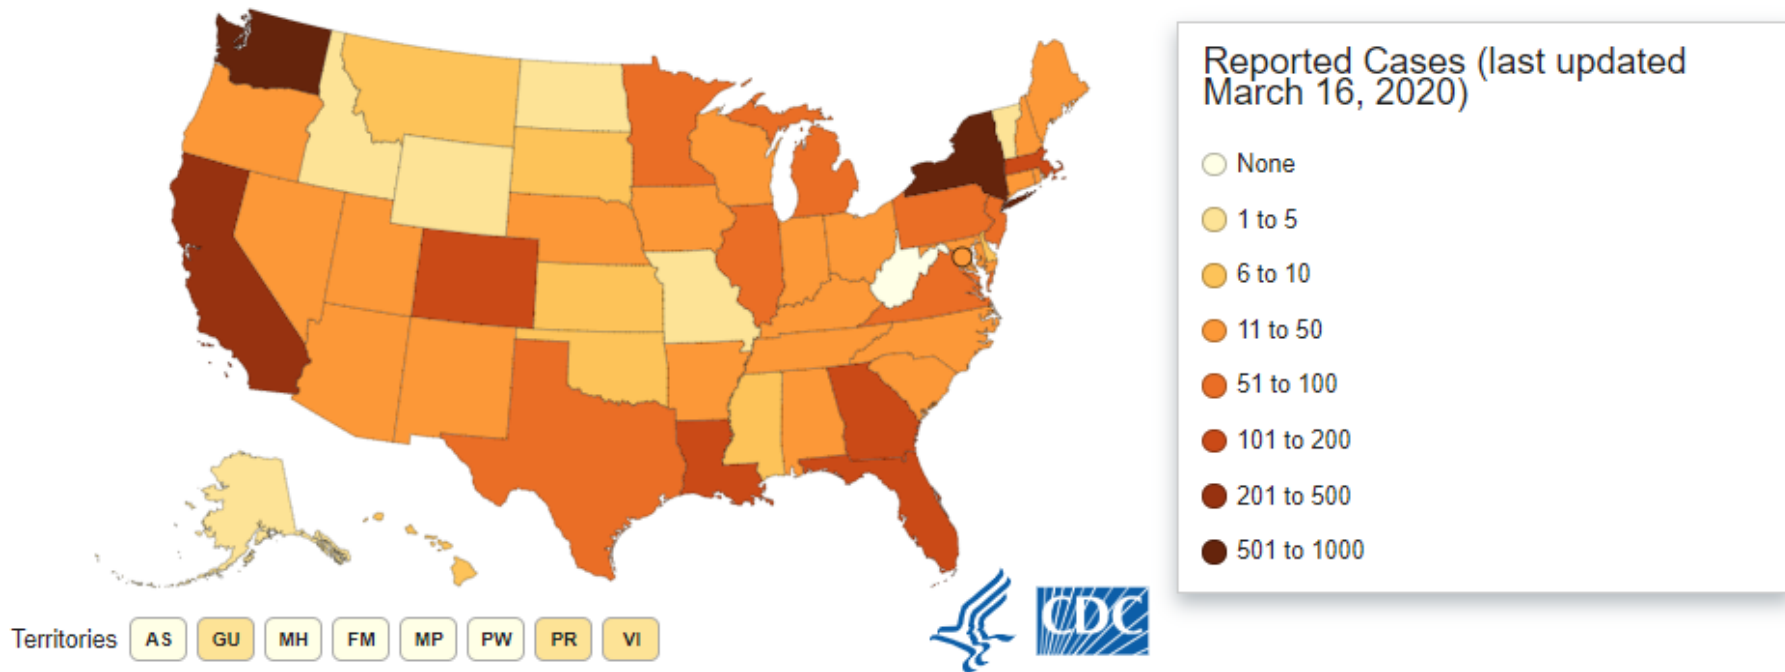 Reported Cases (last updated
March 16, 2020)
None
1 to 5
6 to 10
11 to 50
51 to 100
101 to 200
201 to 500
501 to 1000
Territories AS GU MH FM MP PW PR VI
CDC